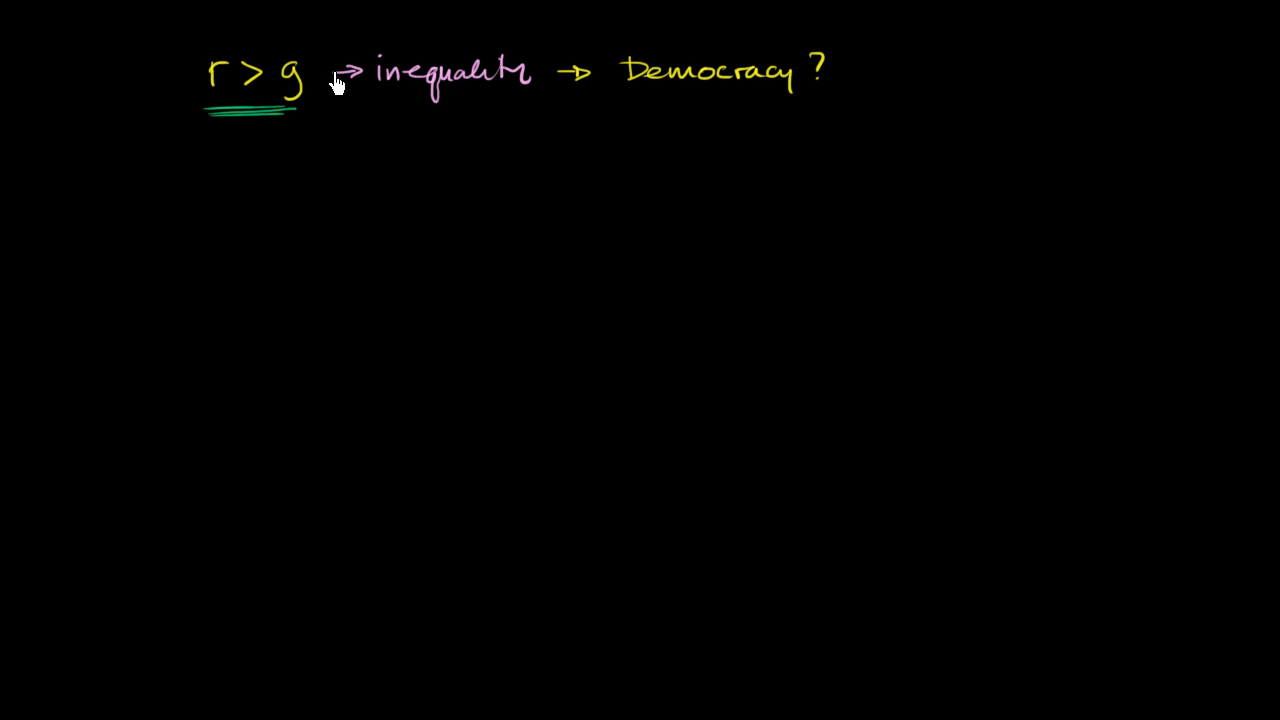 r > g → inequality → Democracy ?